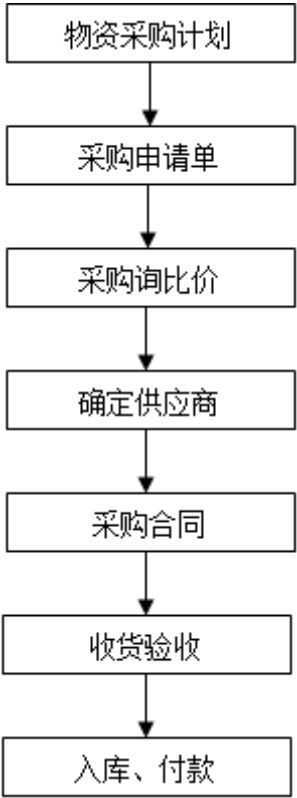 物资采购计划
采购申请单
采购询比价
确定供应商
采购合同
收货验收
入库、付款